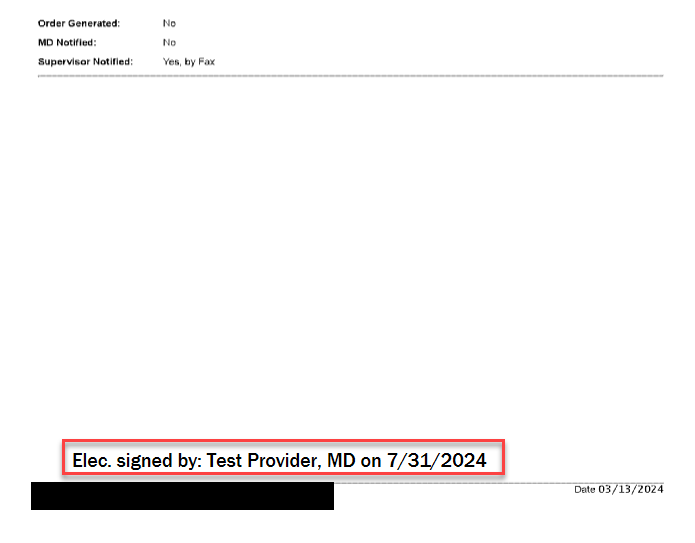 Order Generated: No
MD Notified: No
Supervisor Notified: Yes, by Fax
Elec. signed by: Test Provider, MD on 7/31/2024
Date 03/13/2024